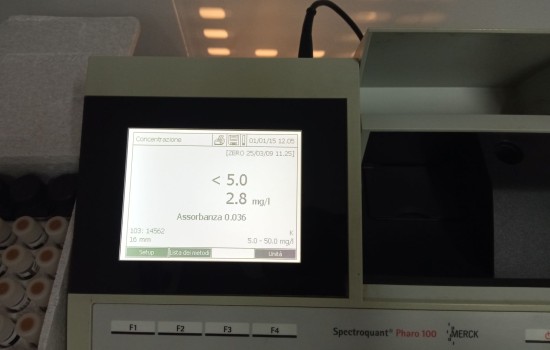 Concentrazione 01/01/15 12:05
[ZERO 25/03/09 11:25]
< 5.0
2.8 mg/l
Assorbanza 0.036
103: 14562 K
16 mm 5.0 - 50.0 mg/l
Setup Lista dei metodi Unità
F1 F2 F3 F4
Spectroquant® Pharo 100 MERCK